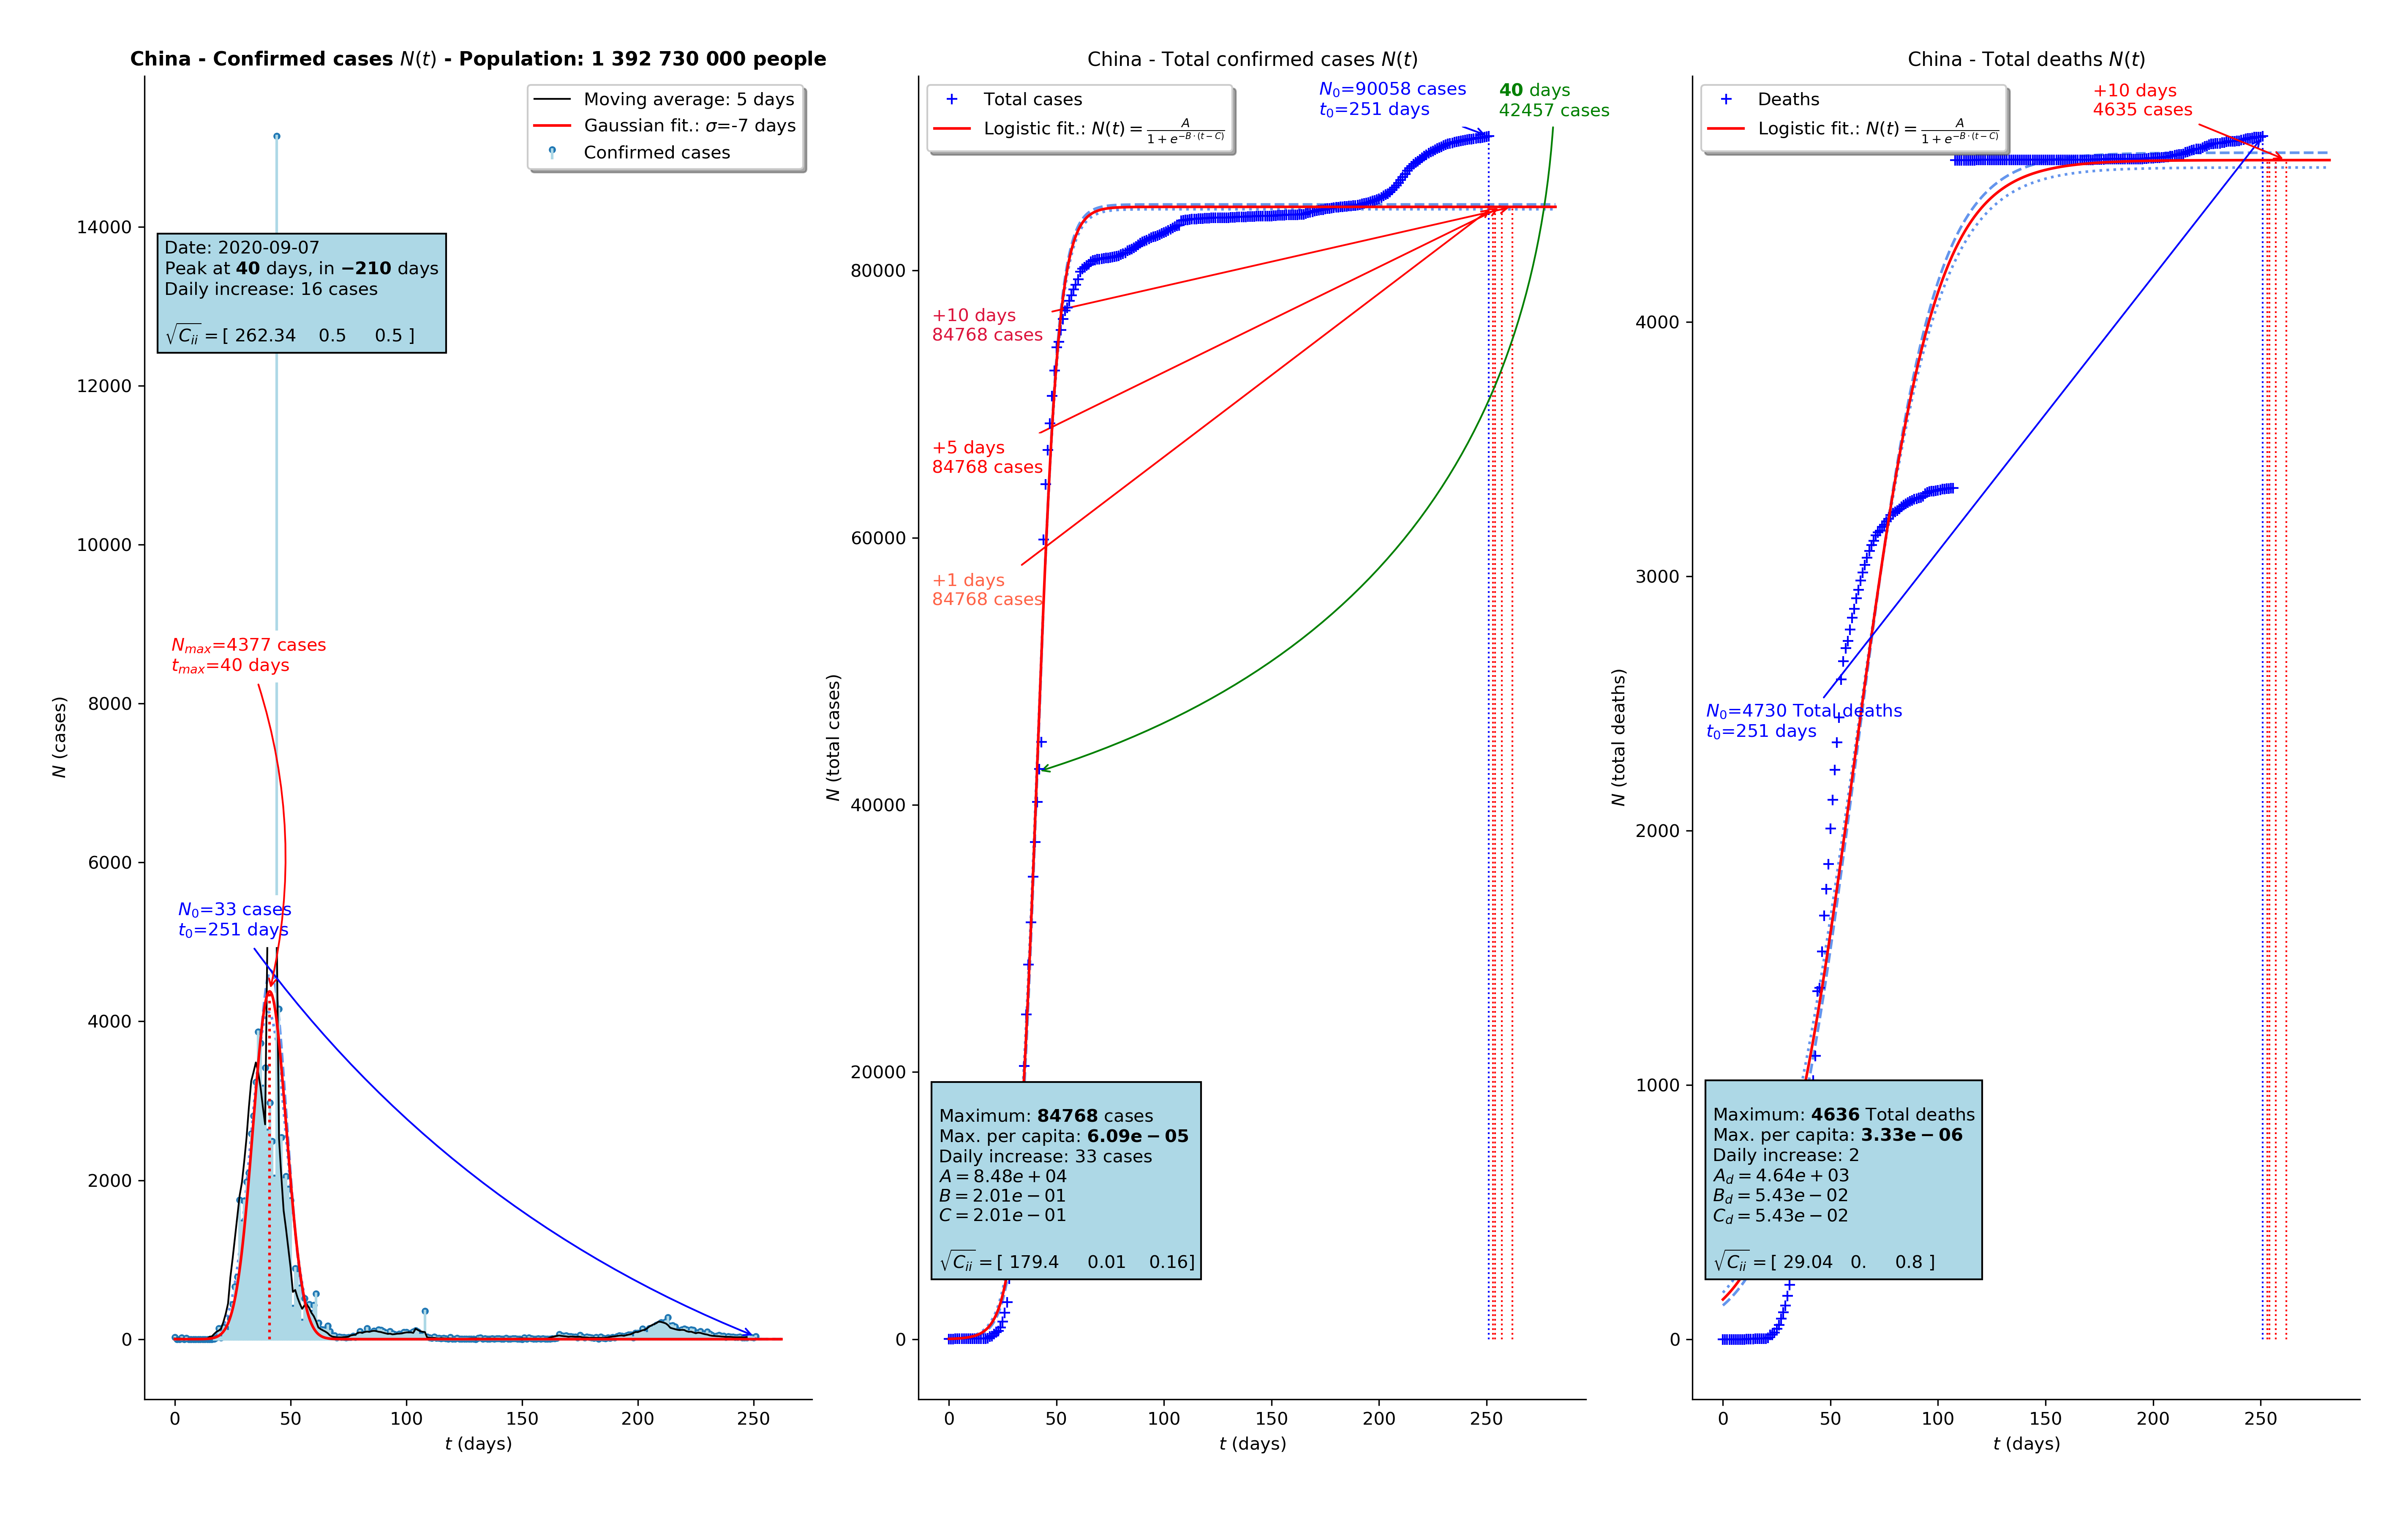 China - Confirmed cases N(t) - Population: 1 392 730 000 people
Moving average: 5 days
Gaussian fit.: σ=-7 days
Confirmed cases
Date: 2020-09-07
Peak at 40 days, in −210 days
Daily increase: 16 cases
√C_ii = [ 262.34 0.5 0.5 ]
N_max=4377 cases
t_max=40 days
N_0=33 cases
t_0=251 days
14000
12000
10000
8000
6000
4000
2000
0
N (cases)
0 50 100 150 200 250
t (days)
China - Total confirmed cases N(t)
Total cases
Logistic fit.: N(t) = A / (1 + e^{−B·(t−C)})
N_0=90058 cases
t_0=251 days
40 days
42457 cases
+10 days
84768 cases
+5 days
84768 cases
+1 days
84768 cases
Maximum: 84768 cases
Max. per capita: 6.09e − 05
Daily increase: 33 cases
A = 8.48e + 04
B = 2.01e − 01
C = 2.01e − 01
√C_ii = [ 179.4 0.01 0.16]
80000
60000
40000
20000
0
N (total cases)
0 50 100 150 200 250
t (days)
China - Total deaths N(t)
Deaths
Logistic fit.: N(t) = A / (1 + e^{−B·(t−C)})
+10 days
4635 cases
N_0=4730 Total deaths
t_0=251 days
Maximum: 4636 Total deaths
Max. per capita: 3.33e − 06
Daily increase: 2
A_d = 4.64e + 03
B_d = 5.43e − 02
C_d = 5.43e − 02
√C_ii = [ 29.04 0. 0.8 ]
4000
3000
2000
1000
0
N (total deaths)
0 50 100 150 200 250
t (days)